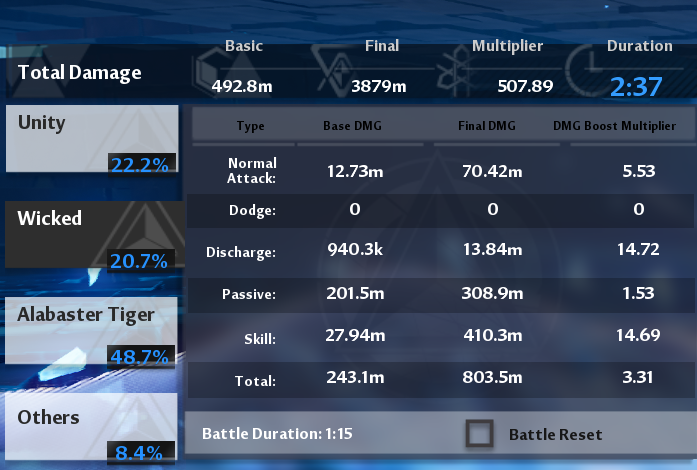 Basic Final Multiplier Duration
Total Damage 492.8m 3879m 507.89 2:37
Unity
22.2%
Wicked
20.7%
Alabaster Tiger
48.7%
Others
8.4%
Type Base DMG Final DMG DMG Boost Multiplier
Normal
Attack: 12.73m 70.42m 5.53
Dodge: 0 0 0
Discharge: 940.3k 13.84m 14.72
Passive: 201.5m 308.9m 1.53
Skill: 27.94m 410.3m 14.69
Total: 243.1m 803.5m 3.31
Battle Duration: 1:15 Battle Reset